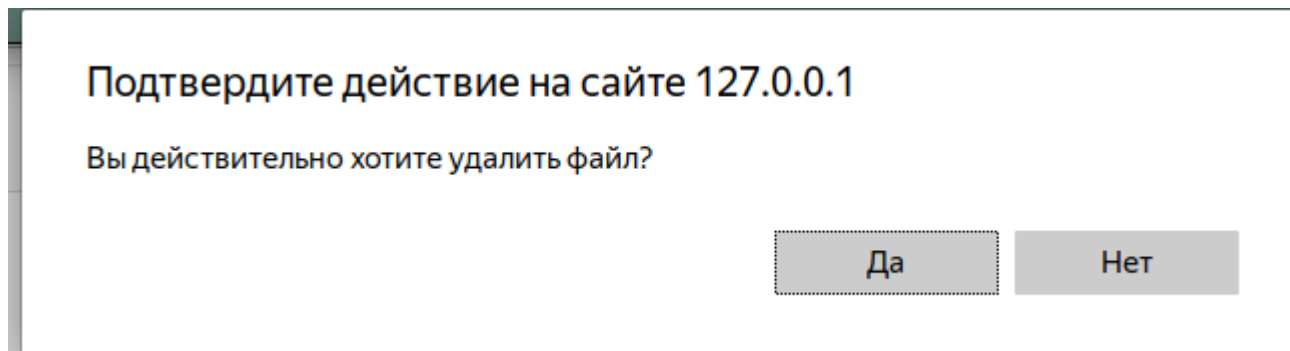 Подтвердите действие на сайте 127.0.0.1
Вы действительно хотите удалить файл?
Да
Нет